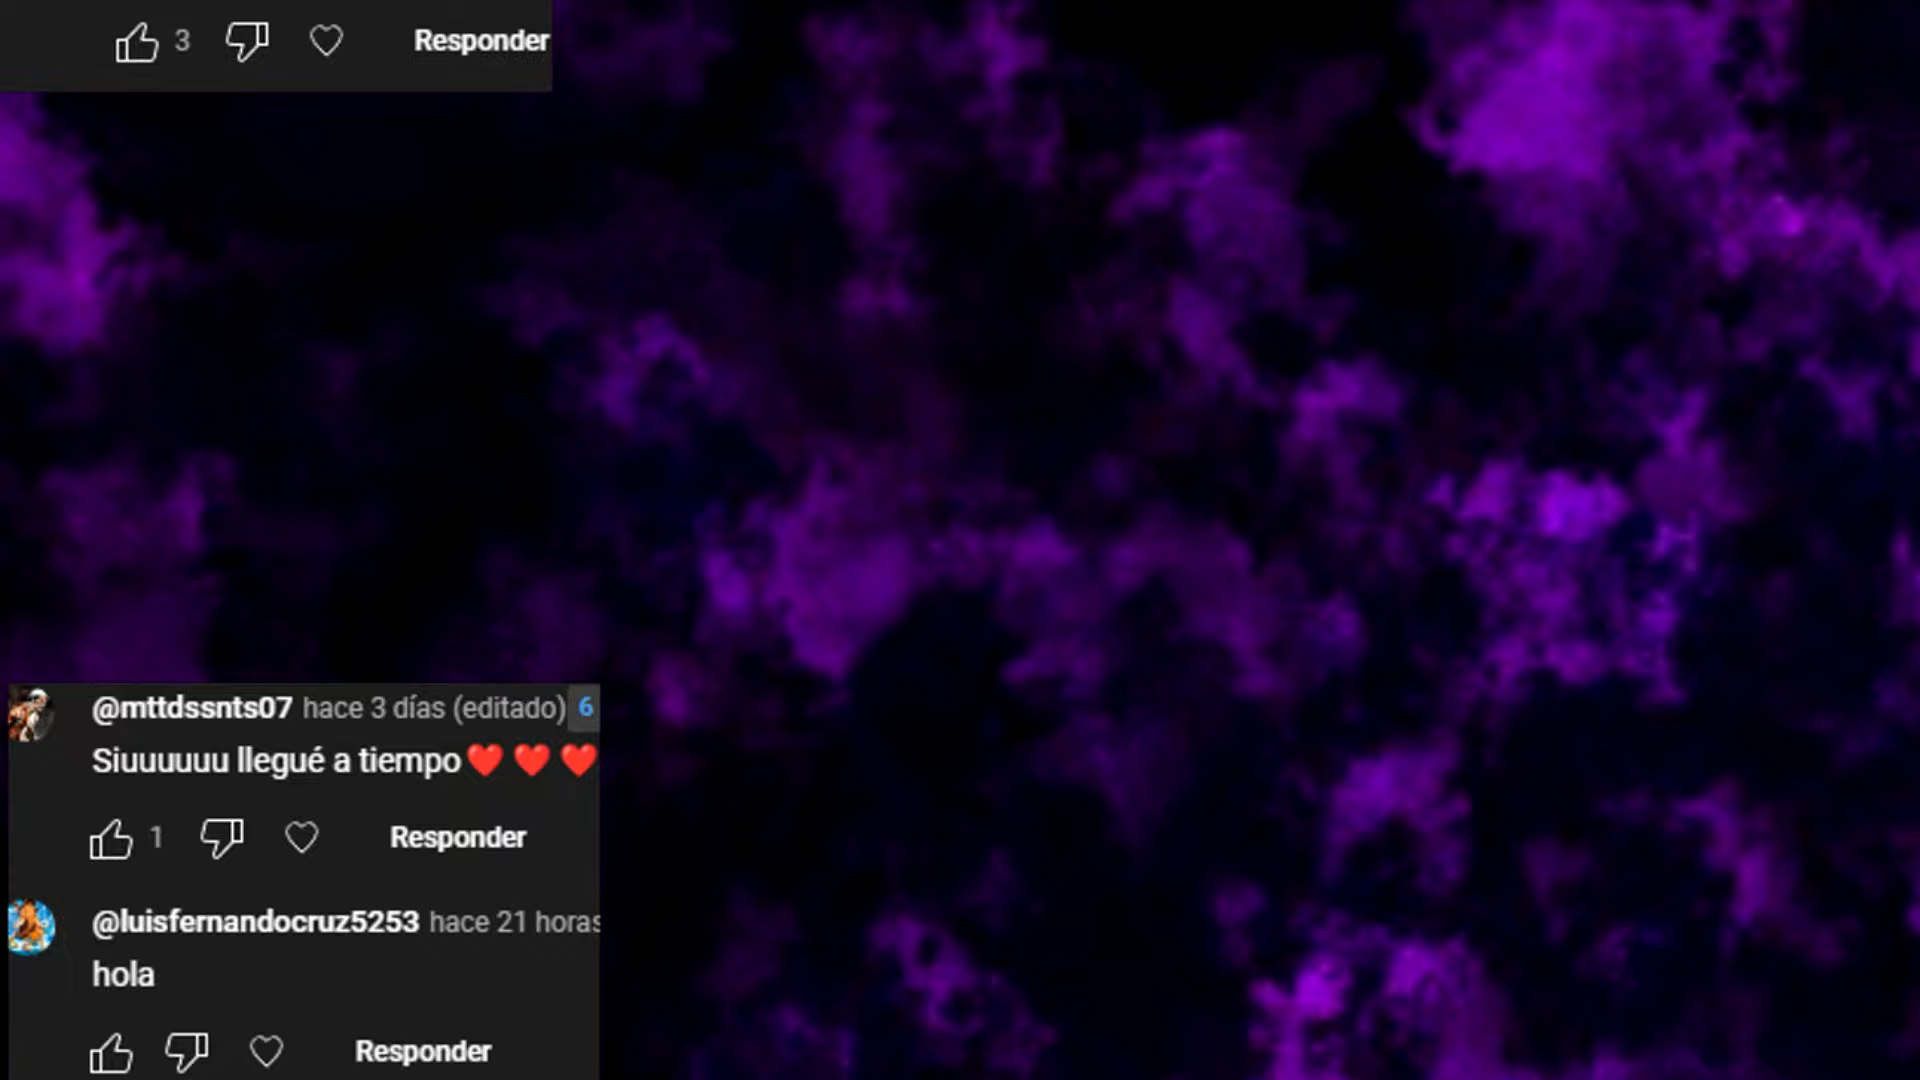 3 Responder
@mttdssnts07 hace 3 días (editado) 6
Siuuuuuu llegué a tiempo❤️ ❤️ ❤️
1 Responder
@luisfernandocruz5253 hace 21 horas
hola
Responder